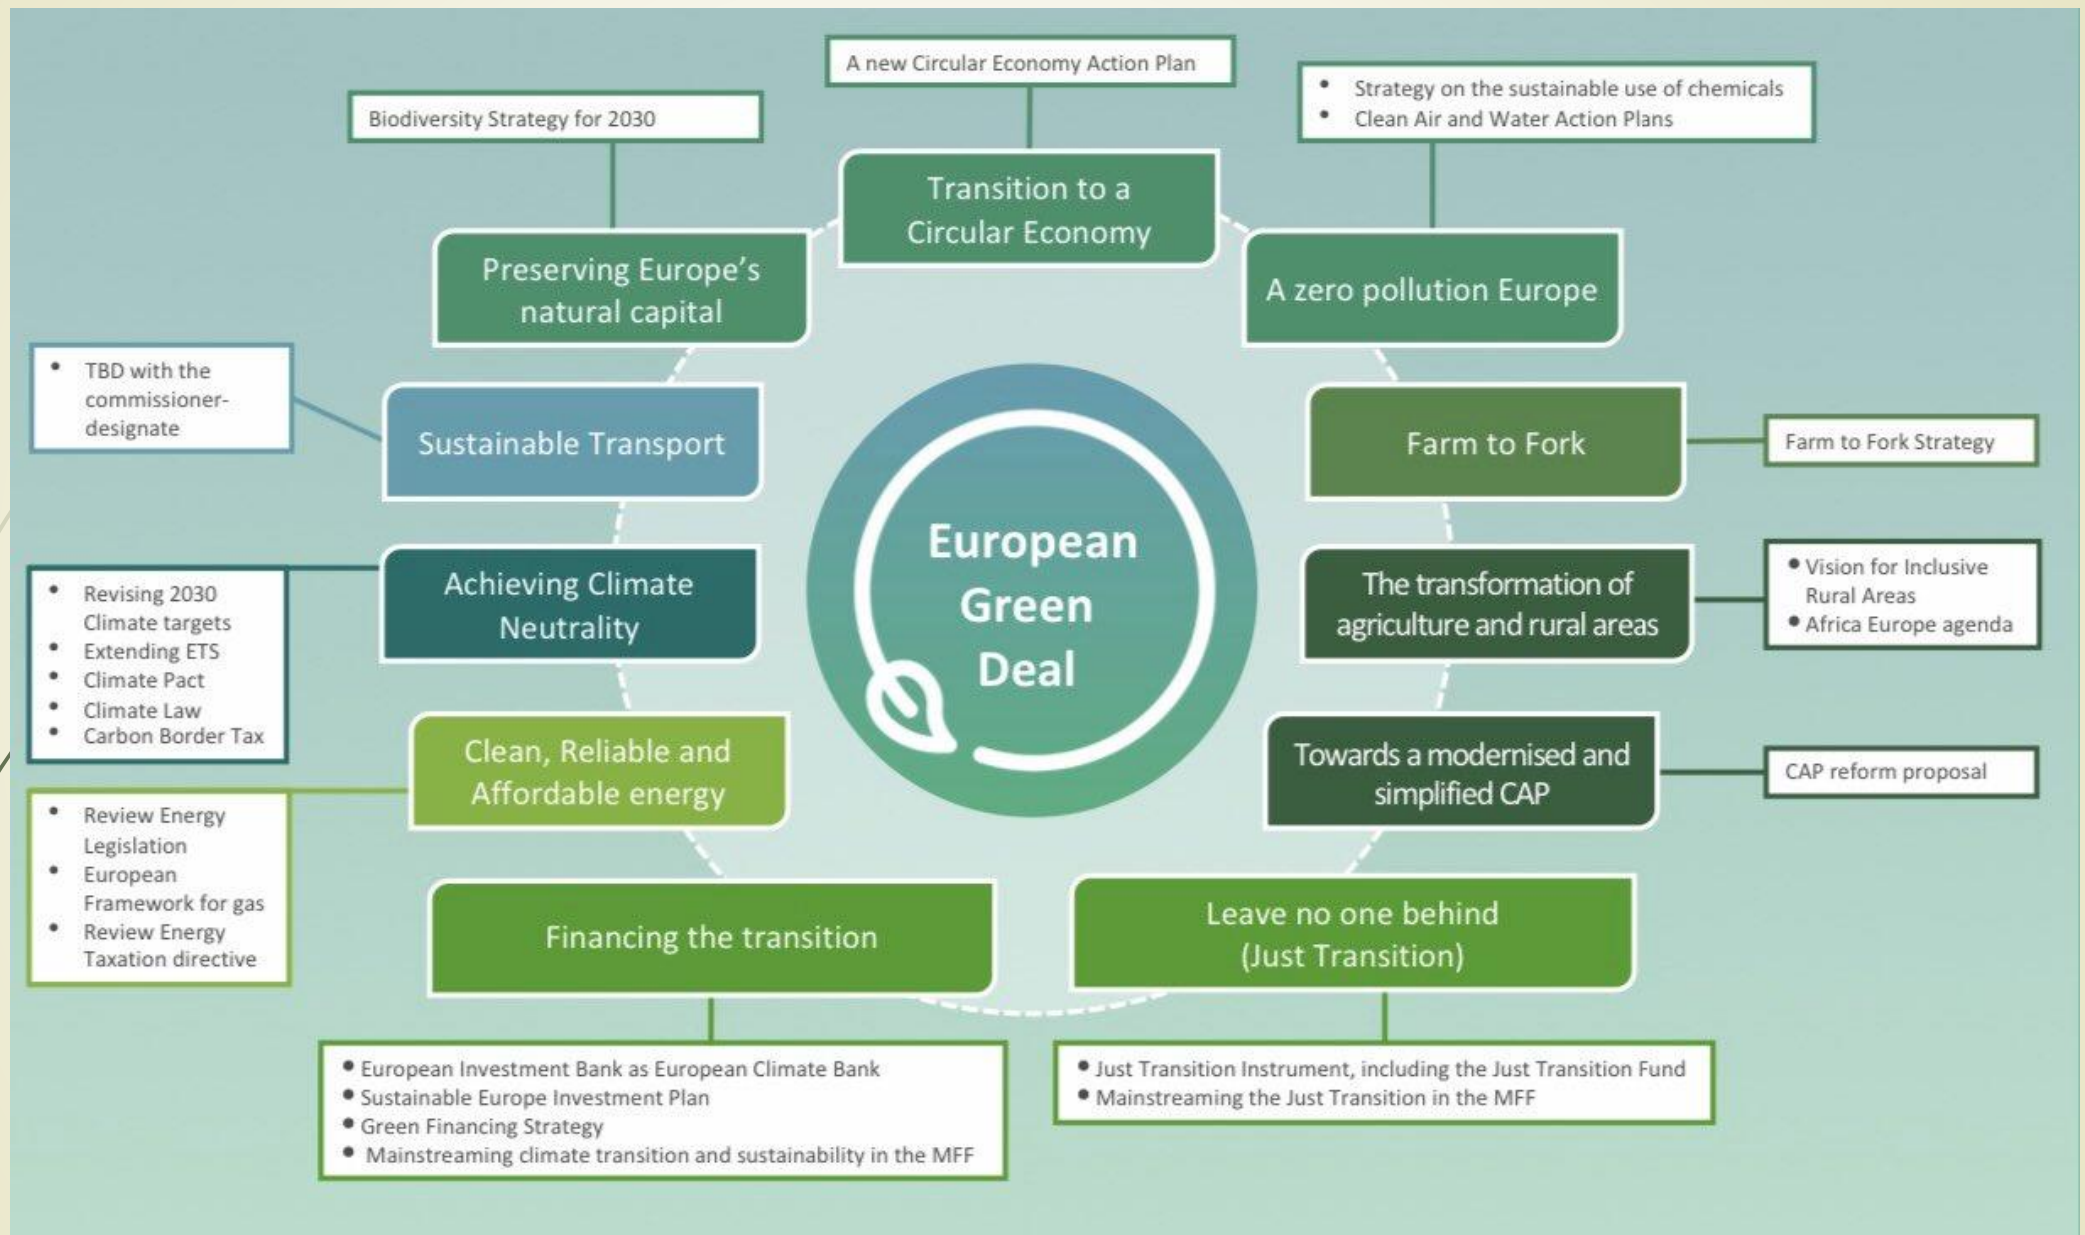 A new Circular Economy Action Plan
Biodiversity Strategy for 2030
• Strategy on the sustainable use of chemicals
• Clean Air and Water Action Plans
Transition to a
Circular Economy
Preserving Europe's
natural capital
A zero pollution Europe
• TBD with the
commissioner-
designate
Sustainable Transport
Farm to Fork
Farm to Fork Strategy
European
Green
Deal
• Revising 2030
Climate targets
• Extending ETS
• Climate Pact
• Climate Law
• Carbon Border Tax
Achieving Climate
Neutrality
The transformation of
agriculture and rural areas
• Vision for Inclusive
Rural Areas
• Africa Europe agenda
• Review Energy
Legislation
• European
Framework for gas
• Review Energy
Taxation directive
Clean, Reliable and
Affordable energy
Towards a modernised and
simplified CAP
CAP reform proposal
Financing the transition
Leave no one behind
(Just Transition)
• European Investment Bank as European Climate Bank
• Sustainable Europe Investment Plan
• Green Financing Strategy
• Mainstreaming climate transition and sustainability in the MFF
• Just Transition Instrument, including the Just Transition Fund
• Mainstreaming the Just Transition in the MFF